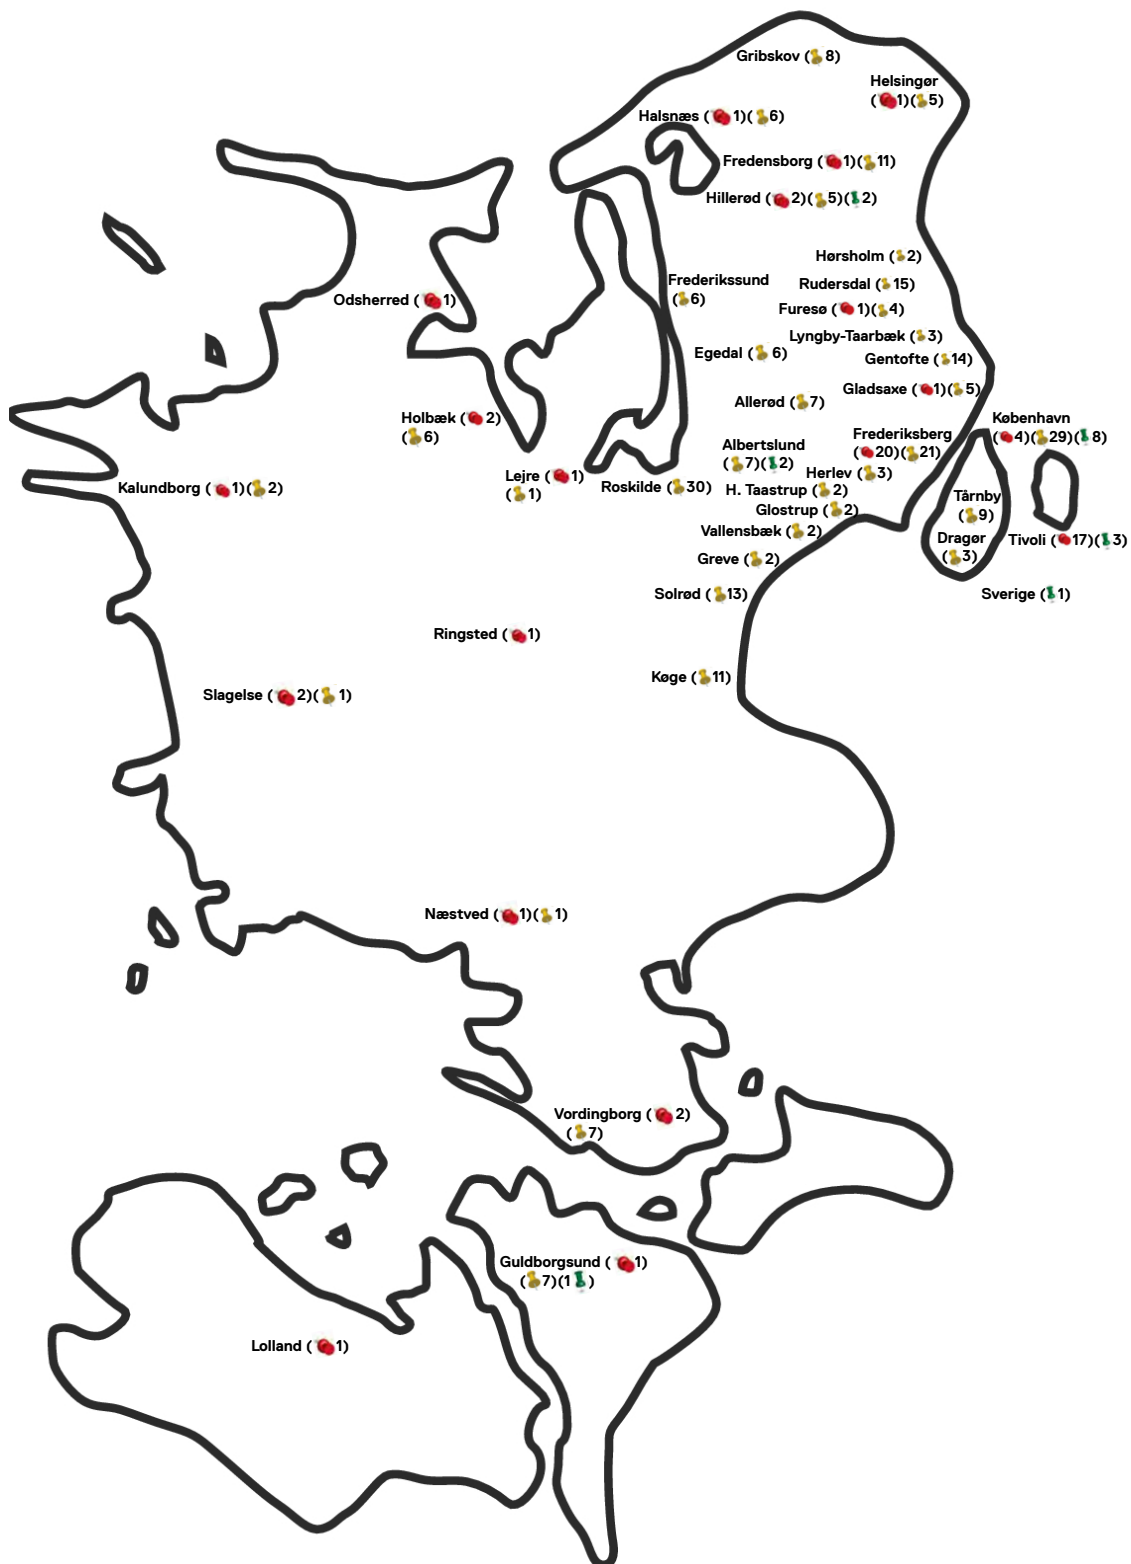 Gribskov (8)
Helsingør
(1)(5)
Halsnæs (1)(6)
Fredensborg (1)(11)
Hillerød (2)(5)(2)
Hørsholm (2)
Frederikssund
(6)
Rudersdal (15)
Odsherred (1)
Furesø (1)(4)
Lyngby-Taarbæk (3)
Egedal (6)
Gentofte (14)
Gladsaxe (1)(5)
Allerød (7)
Holbæk (2)
(6)
København
(4)(29)(8)
Frederiksberg
(20)(21)
Albertslund
(7)(2)
Herlev (3)
Lejre (1)
(1)
Kalundborg (1)(2)
Roskilde (30)
H. Taastrup (2)
Tårnby
(9)
Glostrup (2)
Vallensbæk (2)
Dragør
(3)
Tivoli (17)(3)
Greve (2)
Solrød (13)
Sverige (1)
Ringsted (1)
Køge (11)
Slagelse (2)(1)
Næstved (1)(1)
Vordingborg (2)
(7)
Guldborgsund (1)
(7)(1)
Lolland (1)